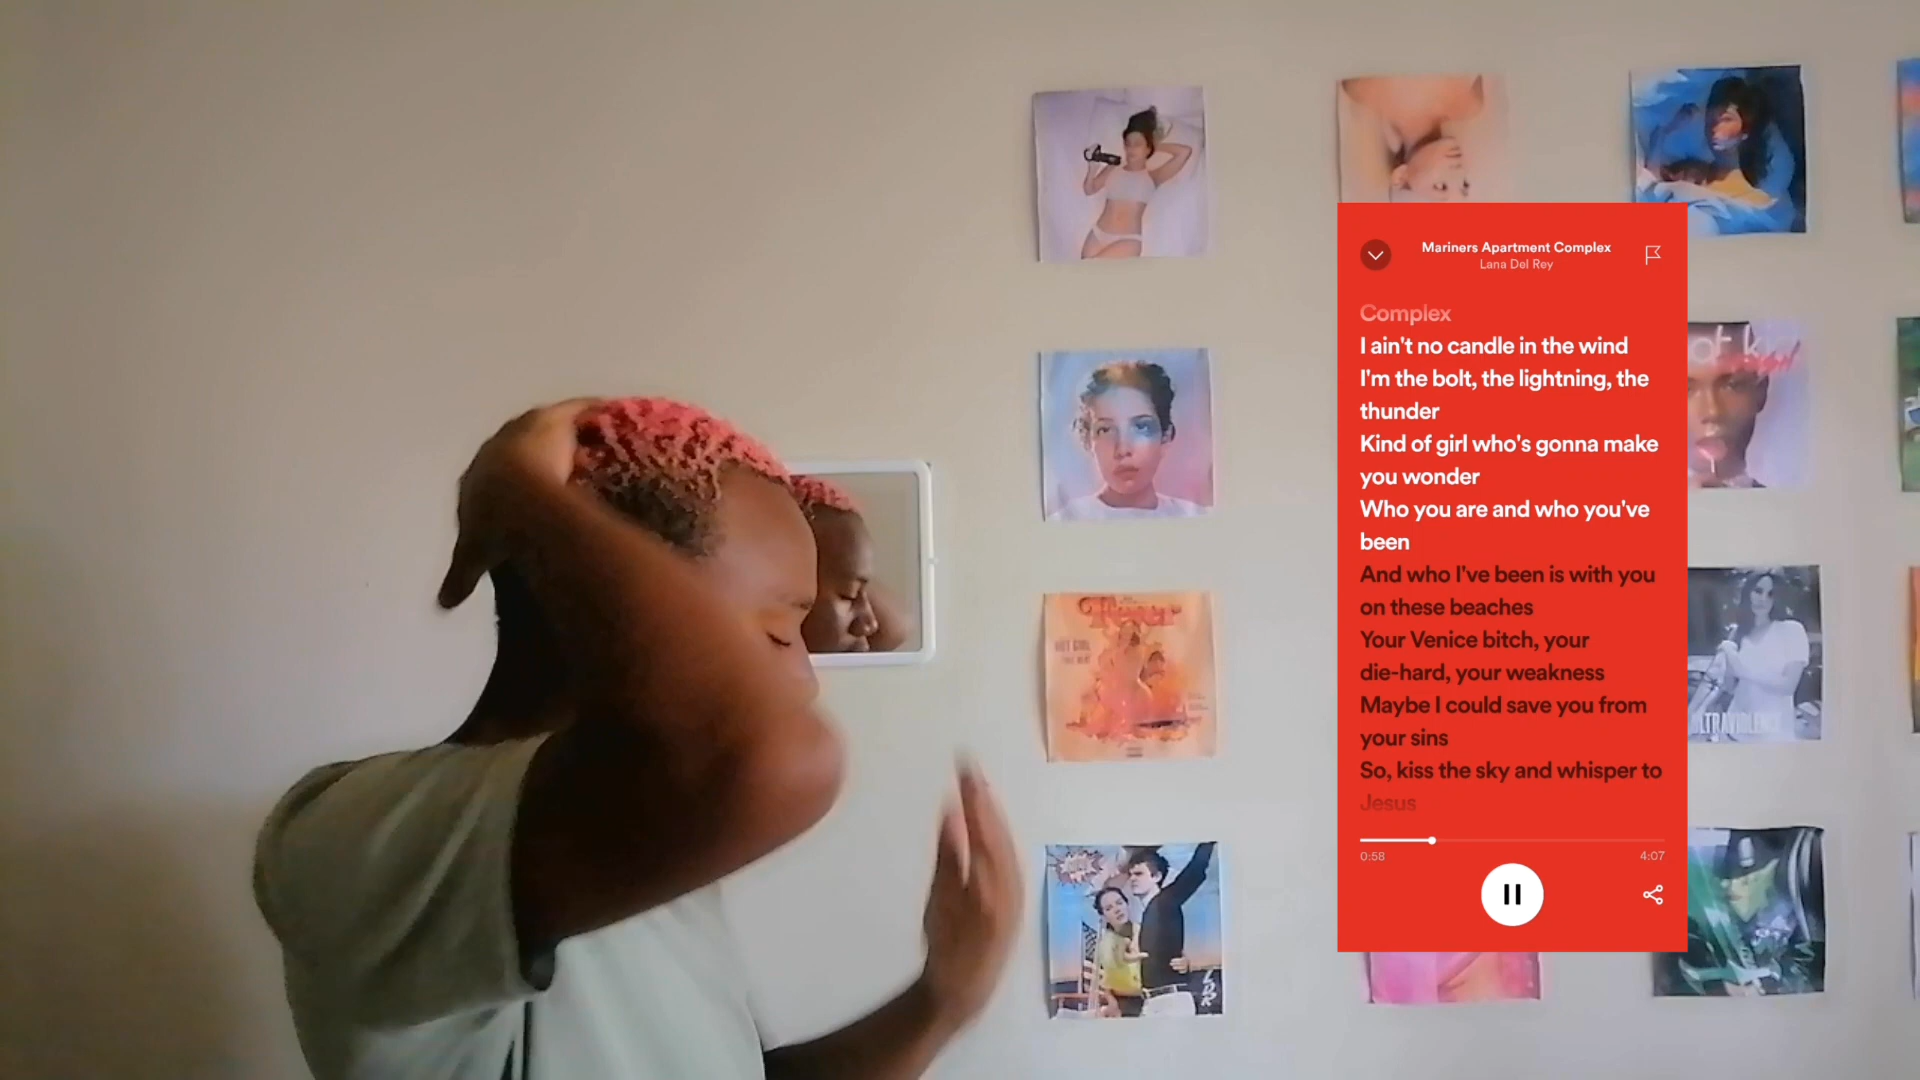 Mariners Apartment Complex
Lana Del Rey
Complex
I ain't no candle in the wind
I'm the bolt, the lightning, the
thunder
Kind of girl who's gonna make
you wonder
Who you are and who you've
been
And who I've been is with you
on these beaches
Your Venice bitch, your
die-hard, your weakness
Maybe I could save you from
your sins
So, kiss the sky and whisper to
Jesus
0:58
4:07
LDR